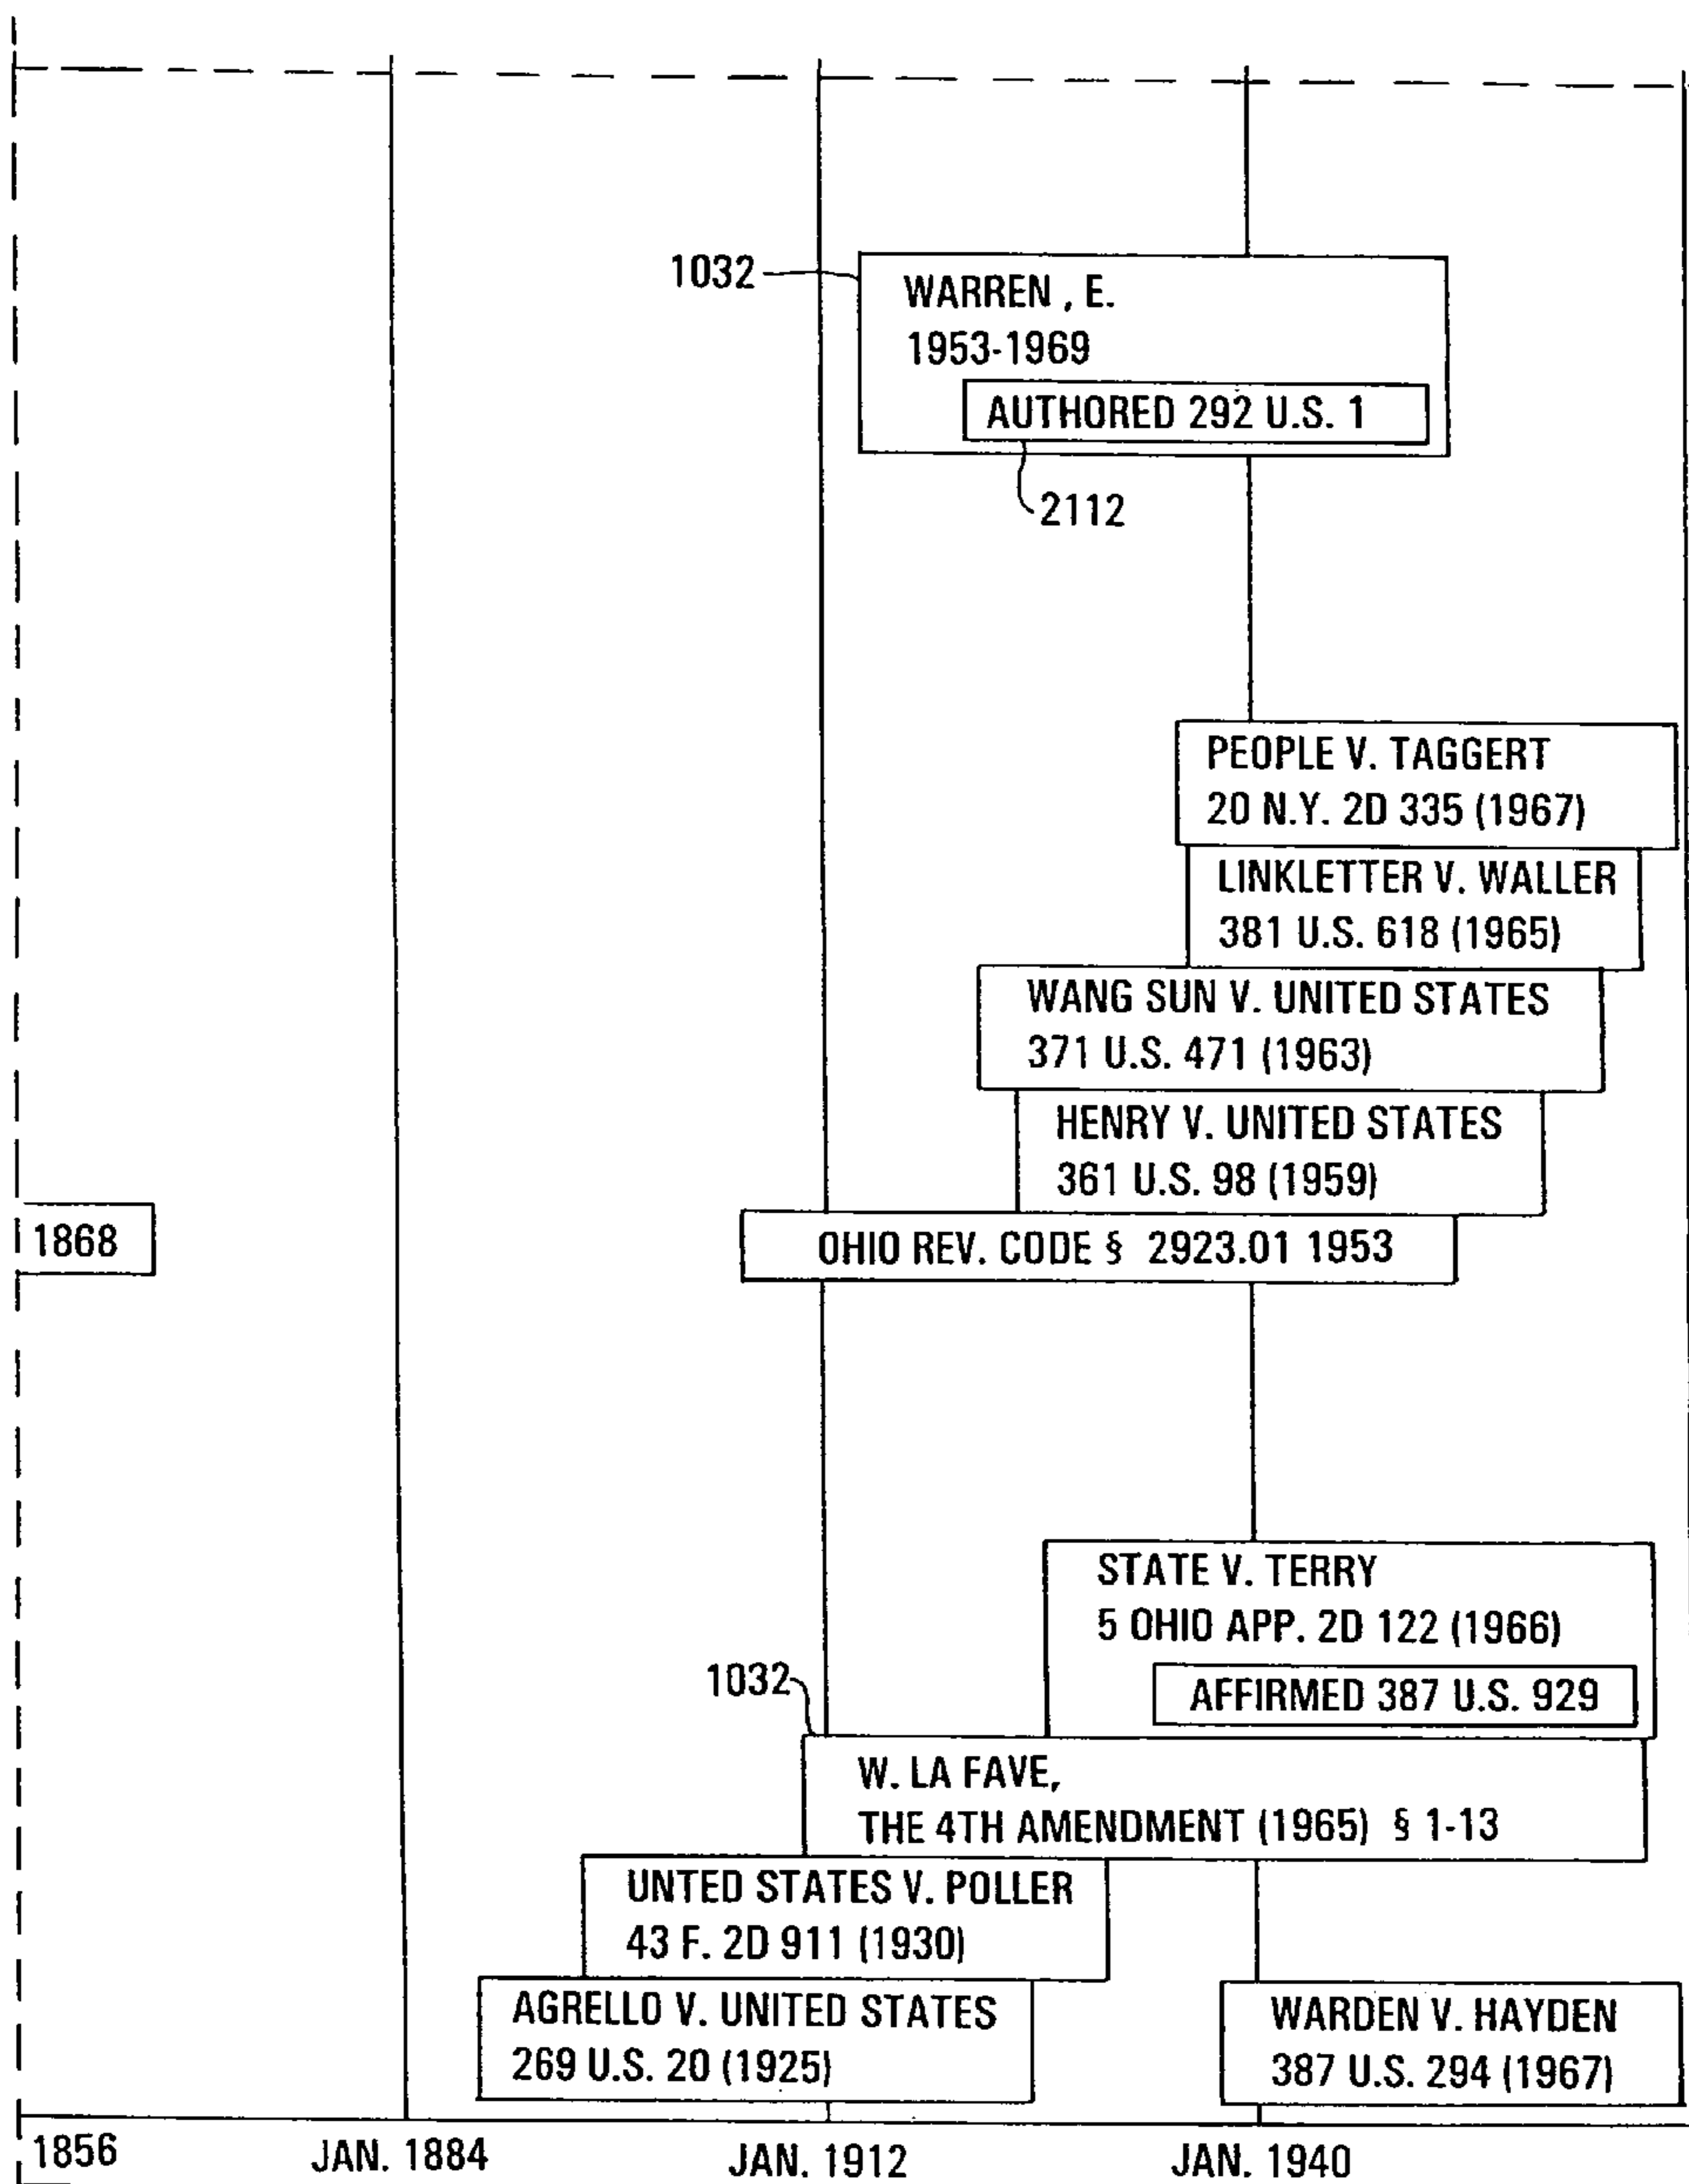 1032
WARREN , E.
1953-1969
AUTHORED 292 U.S. 1
2112
PEOPLE V. TAGGERT
20 N.Y. 2D 335 (1967)
LINKLETTER V. WALLER
381 U.S. 618 (1965)
WANG SUN V. UNITED STATES
371 U.S. 471 (1963)
HENRY V. UNITED STATES
361 U.S. 98 (1959)
1868
OHIO REV. CODE § 2923.01 1953
STATE V. TERRY
5 OHIO APP. 2D 122 (1966)
1032
AFFIRMED 387 U.S. 929
W. LA FAVE,
THE 4TH AMENDMENT (1965) § 1-13
UNTED STATES V. POLLER
43 F. 2D 911 (1930)
AGRELLO V. UNITED STATES
269 U.S. 20 (1925)
WARDEN V. HAYDEN
387 U.S. 294 (1967)
1856
JAN. 1884
JAN. 1912
JAN. 1940